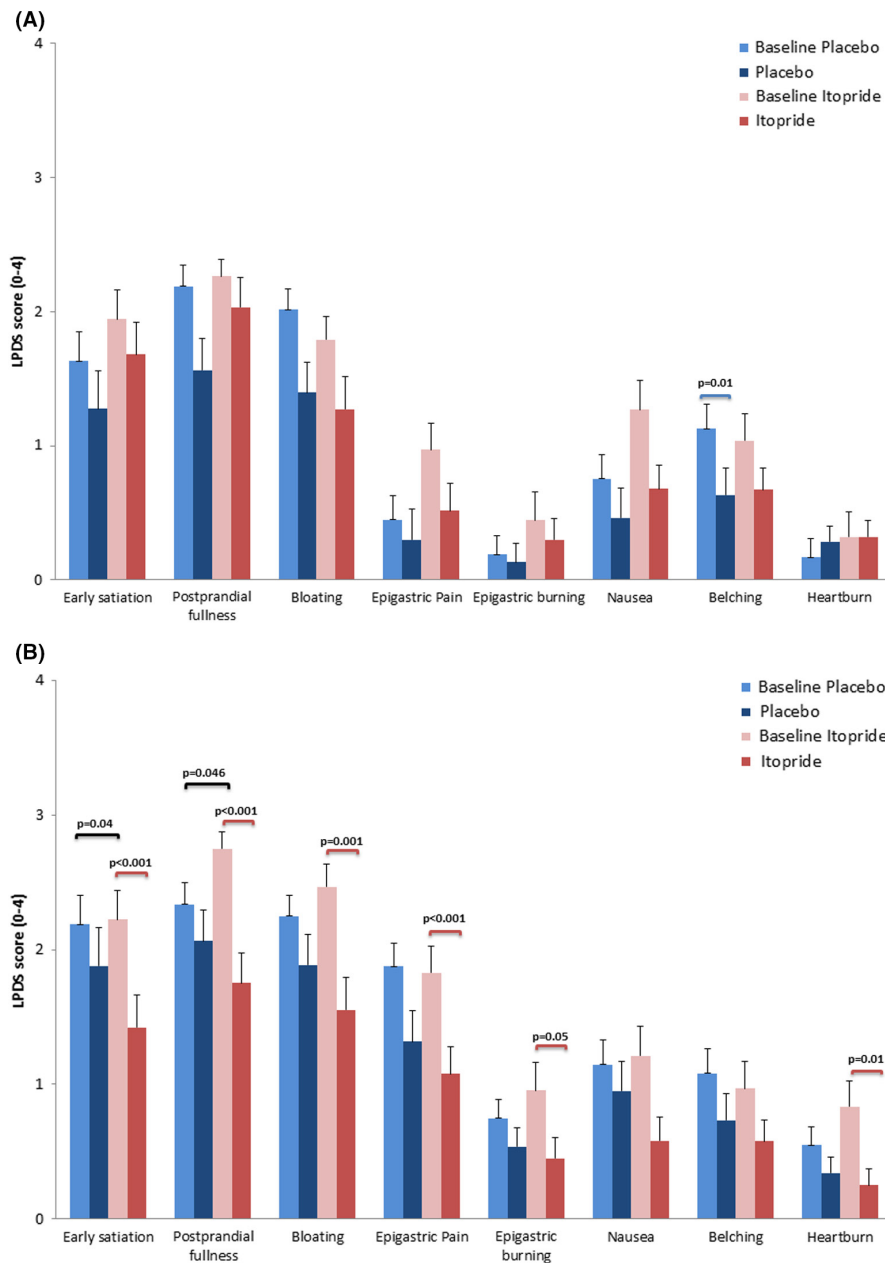 (A)
4
3
2
1
0
LPDS score (0-4)
Baseline Placebo
Placebo
Baseline Itopride
Itopride
p=0.01
Early satiation
Postprandial
fullness
Bloating
Epigastric Pain
Epigastric burning
Nausea
Belching
Heartburn
(B)
4
3
2
1
0
LPDS score (0-4)
Baseline Placebo
Placebo
Baseline Itopride
Itopride
p=0.04
p<0.001
p=0.046
p<0.001
p=0.001
p<0.001
p=0.05
p=0.01
Early satiation
Postprandial
fullness
Bloating
Epigastric Pain
Epigastric
burning
Nausea
Belching
Heartburn